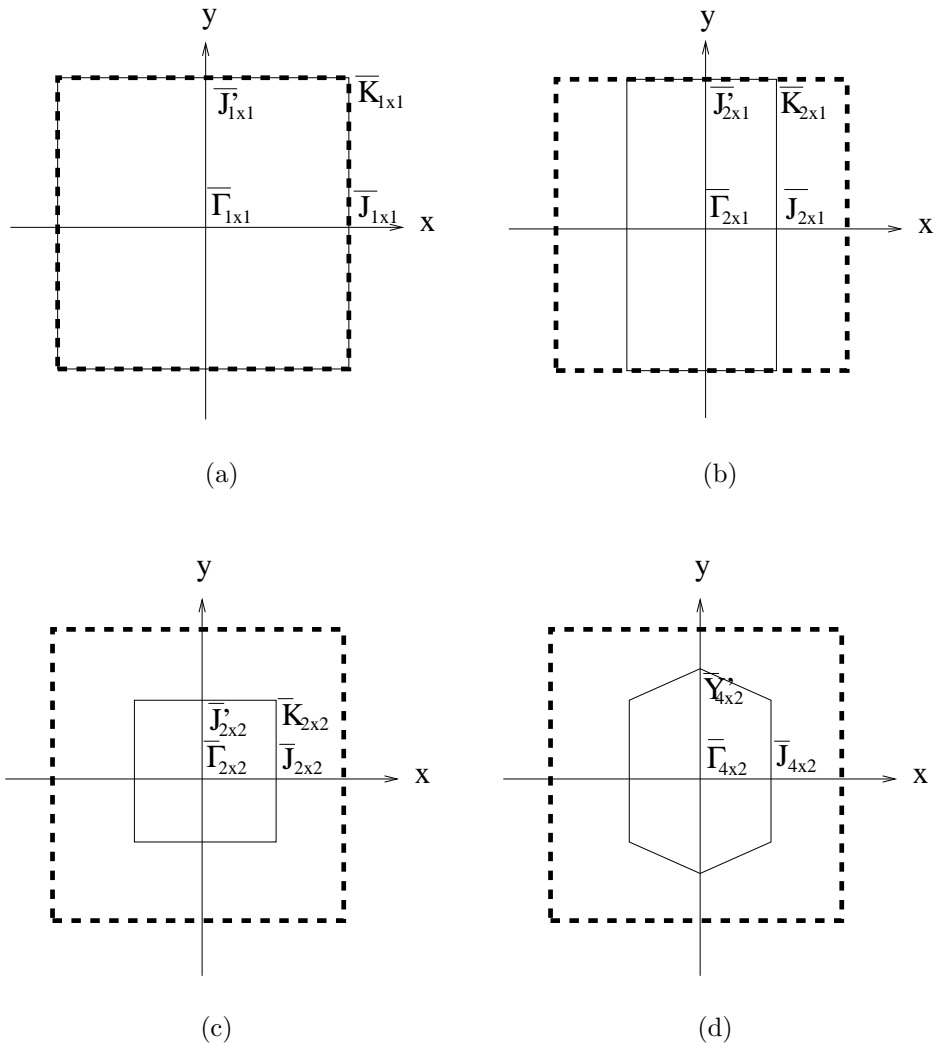 y
y
J̅'1x1
K̅1x1
J̅'2x1
K̅2x1
Γ̅1x1
J̅1x1
x
Γ̅2x1
J̅2x1
x
(a)
(b)
y
y
J̅'2x2
K̅2x2
Y̅'4x2
Γ̅2x2
J̅2x2
x
Γ̅4x2
J̅4x2
x
(c)
(d)